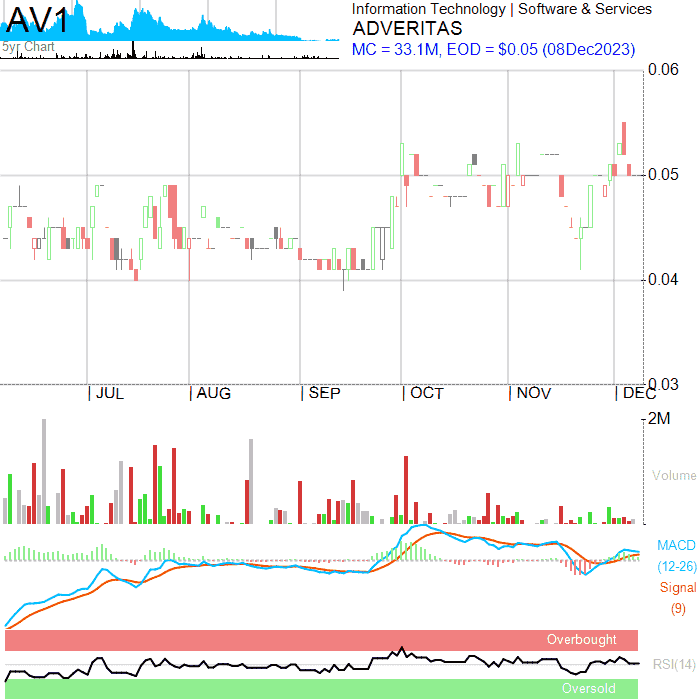 AV1
5yr Chart
Information Technology | Software & Services
ADVERITAS
MC = 33.1M, EOD = $0.05 (08Dec2023)
0.06
0.05
0.04
0.03
| JUL
| AUG
| SEP
| OCT
| NOV
| DEC
2M
Volume
MACD
(12-26)
Signal
(9)
Overbought
RSI(14)
Oversold